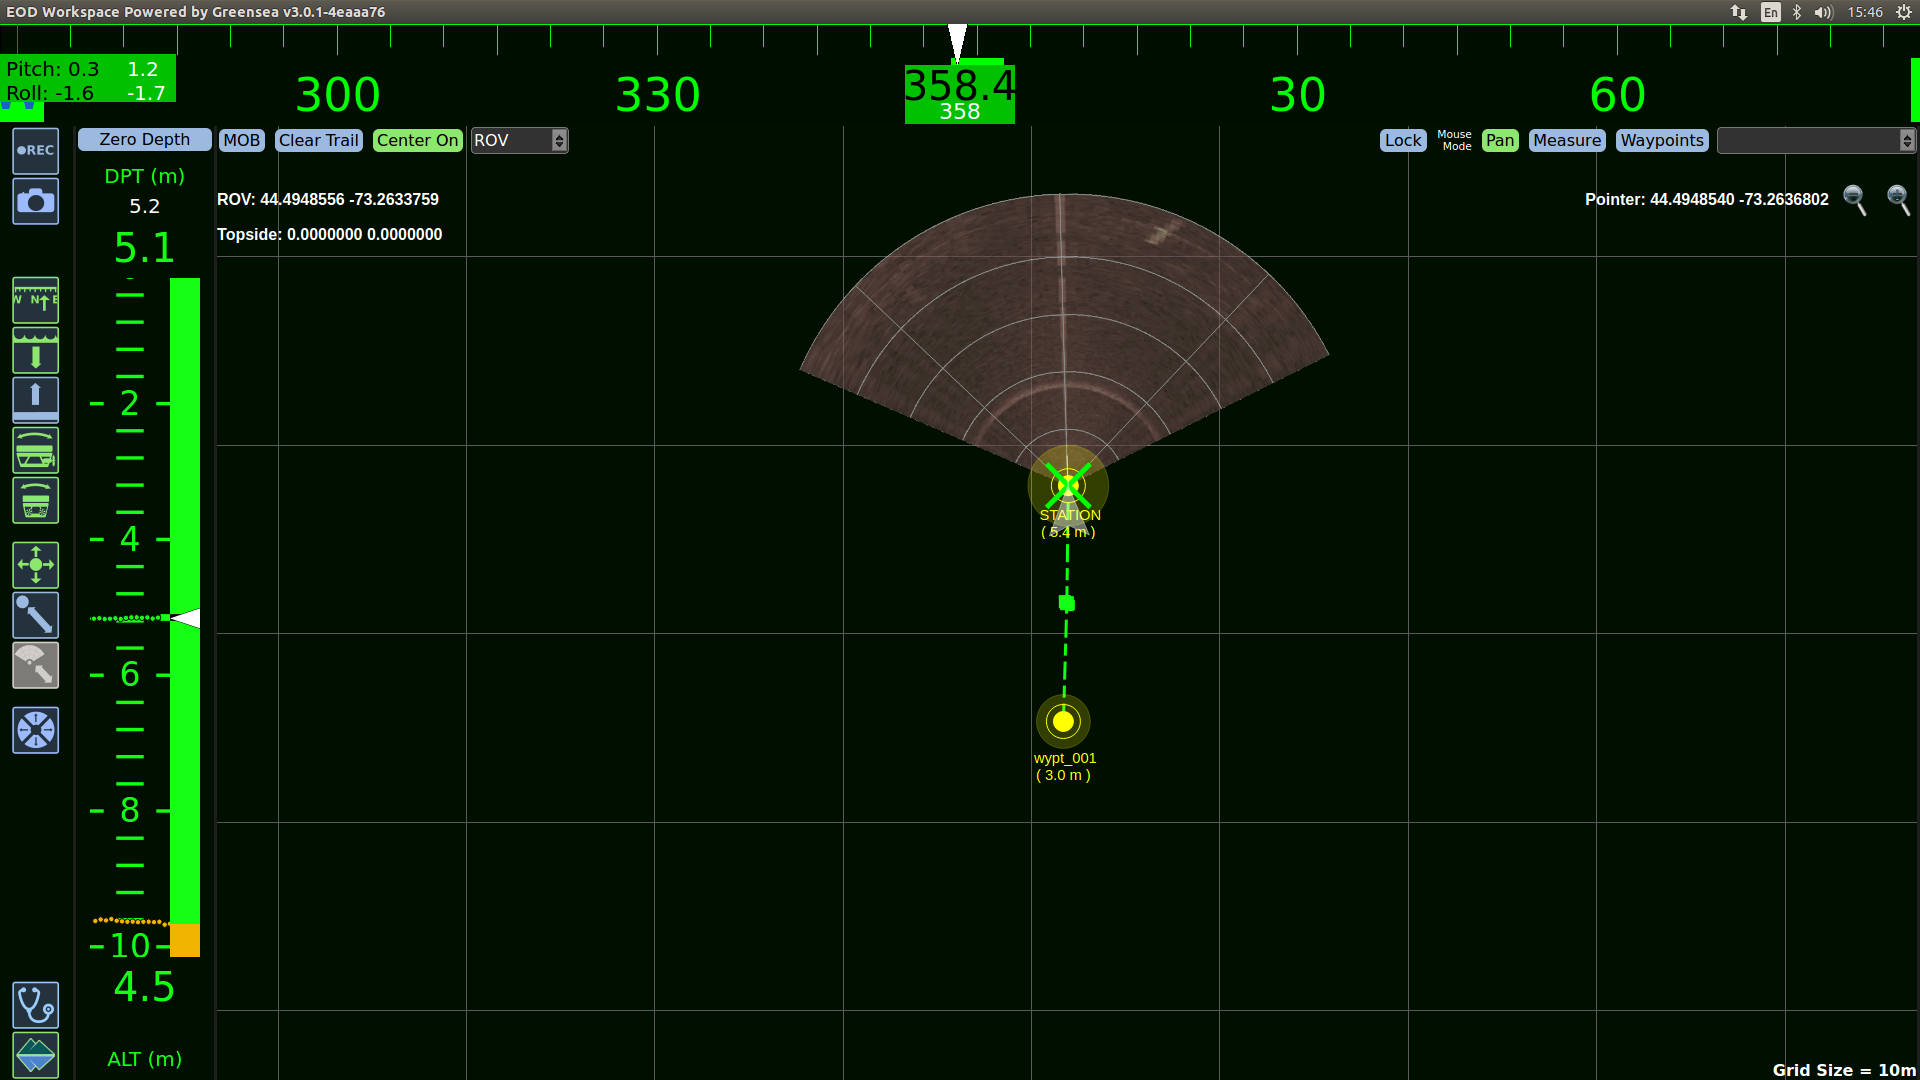 EOD Workspace Powered by Greensea v3.0.1-4eaaa76
En
15:46
Pitch: 0.3 1.2
Roll: -1.6 -1.7
300
330
358.4
358
30
60
REC
Zero Depth
MOB
Clear Trail
Center On
ROV
Lock
Mouse Mode
Pan
Measure
Waypoints
DPT (m)
5.2
5.1
ROV: 44.4948556 -73.2633759
Topside: 0.0000000 0.0000000
Pointer: 44.4948540 -73.2636802
W N E
2
4
6
8
10
STATION
( 5.4 m )
wypt_001
( 3.0 m )
4.5
ALT (m)
Grid Size = 10m